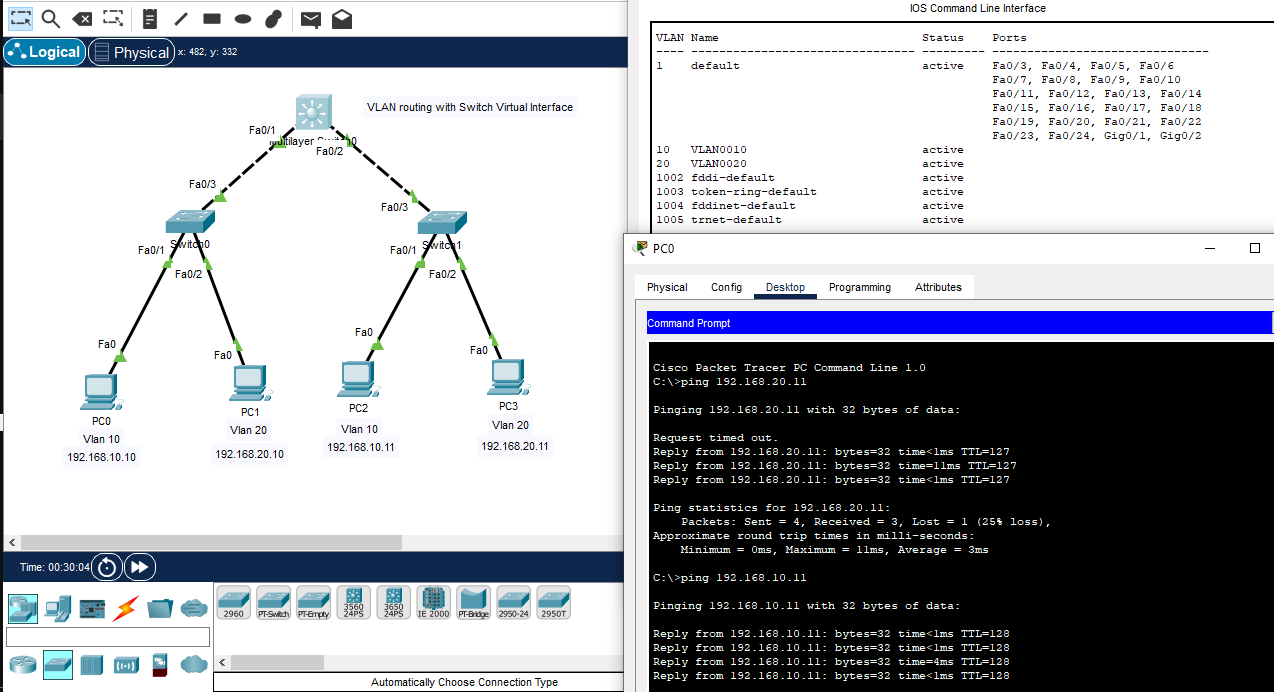 Logical
Physical
x: 482, y: 332
VLAN routing with Switch Virtual Interface
Fa0/1
Fa0/2
Fa0/3
Fa0/3
Switch0
Switch1
Fa0/1
Fa0/2
Fa0/1
Fa0/2
Fa0
Fa0
Fa0
Fa0
PC0
Vlan 10
192.168.10.10
PC1
Vlan 20
192.168.20.10
PC2
Vlan 10
192.168.10.11
PC3
Vlan 20
192.168.20.11
Time: 00:30:04
2960
PT-Switch
PT-Empty
3560
24PS
3650
24PS
IE 2000
PT-Bridge
2950-24
2950T
Automatically Choose Connection Type
IOS Command Line Interface
VLAN Name Status Ports
---- -------------------------------- --------- -------------------------------
1 default active Fa0/3, Fa0/4, Fa0/5, Fa0/6
Fa0/7, Fa0/8, Fa0/9, Fa0/10
Fa0/11, Fa0/12, Fa0/13, Fa0/14
Fa0/15, Fa0/16, Fa0/17, Fa0/18
Fa0/19, Fa0/20, Fa0/21, Fa0/22
Fa0/23, Fa0/24, Gig0/1, Gig0/2
10 VLAN0010 active
20 VLAN0020 active
1002 fddi-default active
1003 token-ring-default active
1004 fddinet-default active
1005 trnet-default active
PC0
Physical Config Desktop Programming Attributes
Command Prompt
Cisco Packet Tracer PC Command Line 1.0
C:\>ping 192.168.20.11
Pinging 192.168.20.11 with 32 bytes of data:
Request timed out.
Reply from 192.168.20.11: bytes=32 time<1ms TTL=127
Reply from 192.168.20.11: bytes=32 time=11ms TTL=127
Reply from 192.168.20.11: bytes=32 time<1ms TTL=127
Ping statistics for 192.168.20.11:
Packets: Sent = 4, Received = 3, Lost = 1 (25% loss),
Approximate round trip times in milli-seconds:
Minimum = 0ms, Maximum = 11ms, Average = 3ms
C:\>ping 192.168.10.11
Pinging 192.168.10.11 with 32 bytes of data:
Reply from 192.168.10.11: bytes=32 time<1ms TTL=128
Reply from 192.168.10.11: bytes=32 time<1ms TTL=128
Reply from 192.168.10.11: bytes=32 time=4ms TTL=128
Reply from 192.168.10.11: bytes=32 time<1ms TTL=128